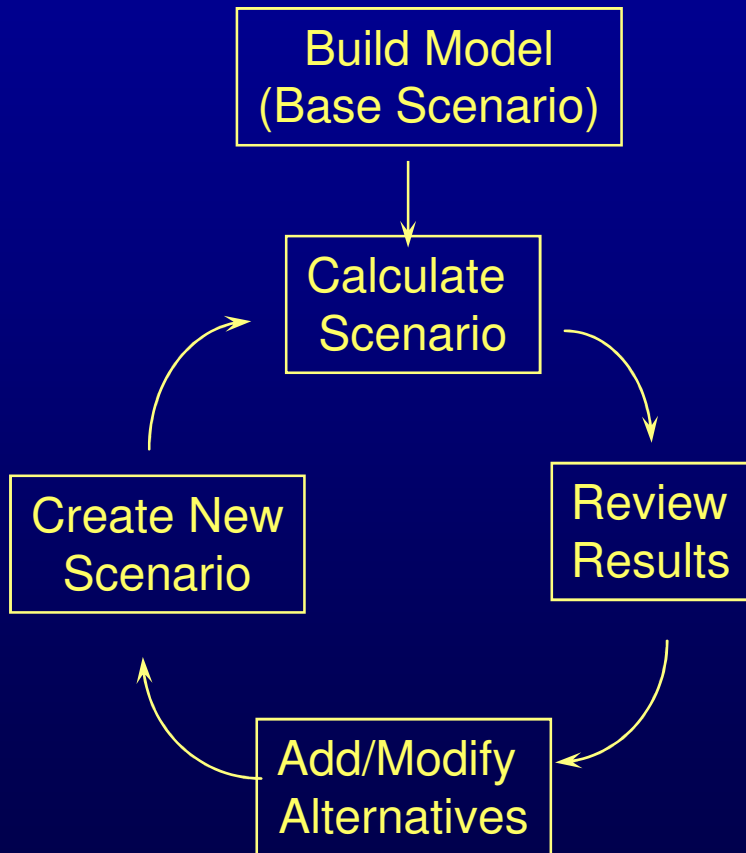 Build Model
(Base Scenario)
Calculate
Scenario
Review
Results
Add/Modify
Alternatives
Create New
Scenario